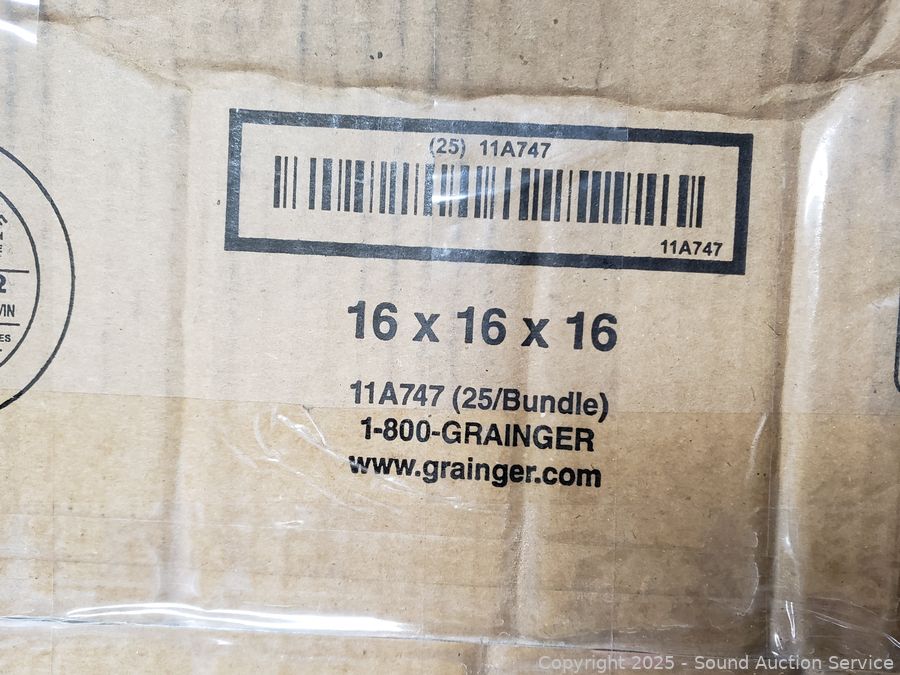 (25) 11A747
11A747
16 x 16 x 16
11A747 (25/Bundle)
1-800-GRAINGER
www.grainger.com
Copyright 2025 - Sound Auction Service